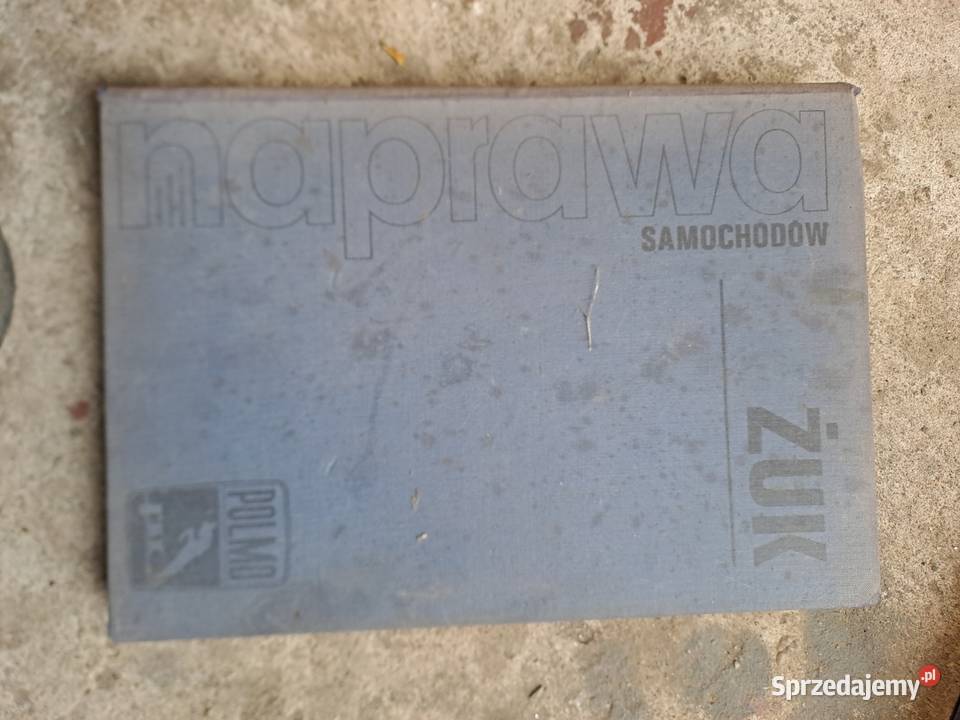 naprawa
SAMOCHODÓW
ŻUK
POLMO
Sprzedajemy.pl